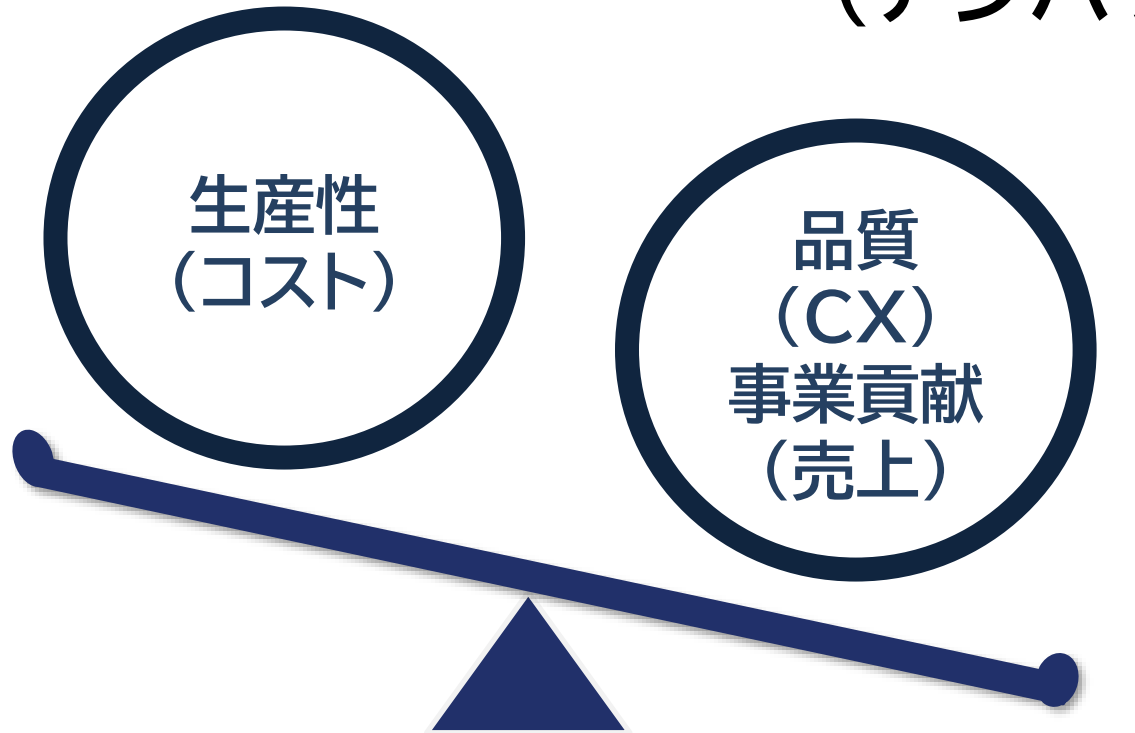 生産性
（コスト）
品質
（CX）
事業貢献
（売上）